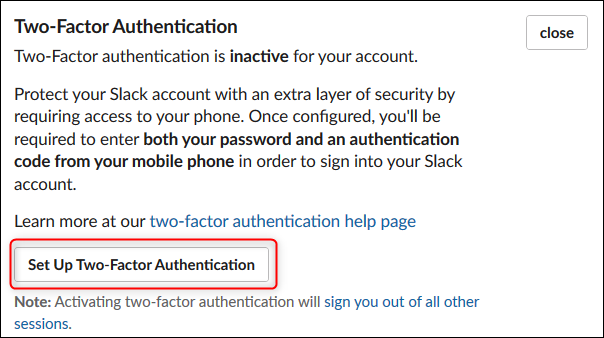 Two-Factor Authentication
close
Two-Factor authentication is inactive for your account.
Protect your Slack account with an extra layer of security by
requiring access to your phone. Once configured, you'll be
required to enter both your password and an authentication
code from your mobile phone in order to sign into your Slack
account.
Learn more at our two-factor authentication help page
Set Up Two-Factor Authentication
Note: Activating two-factor authentication will sign you out of all other
sessions.